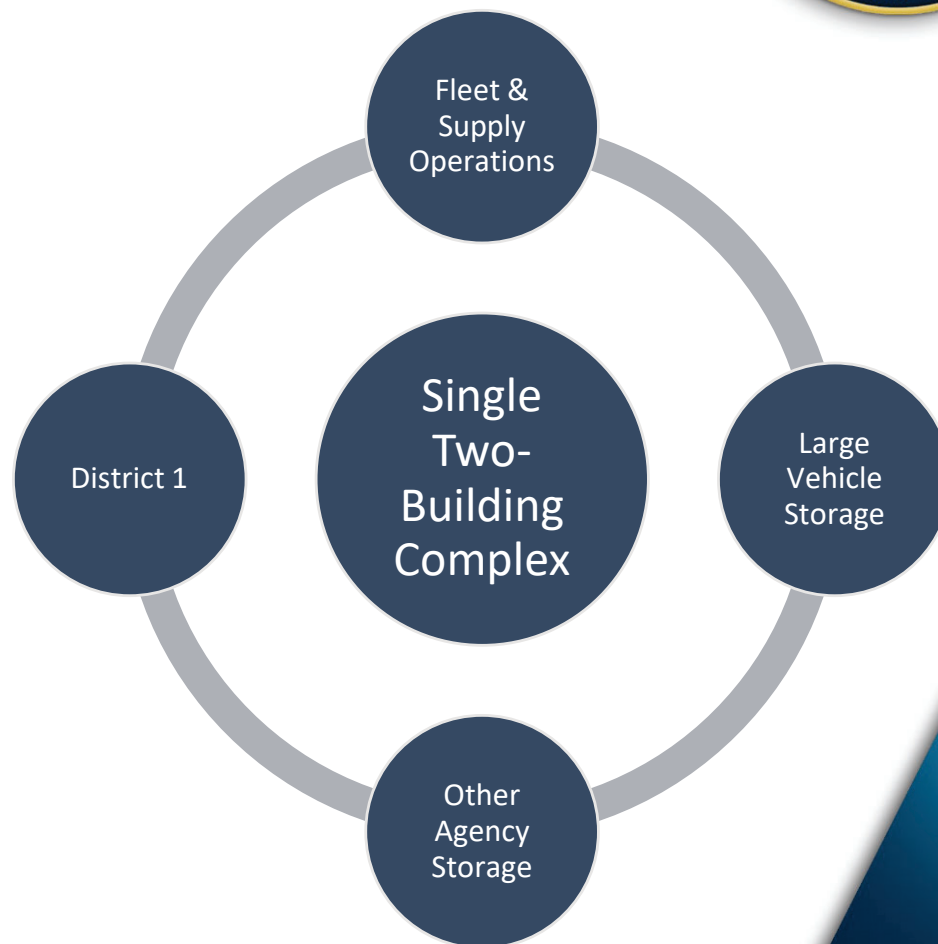 Fleet &
Supply
Operations
Single
Two-
Building
Complex
District 1
Large
Vehicle
Storage
Other
Agency
Storage